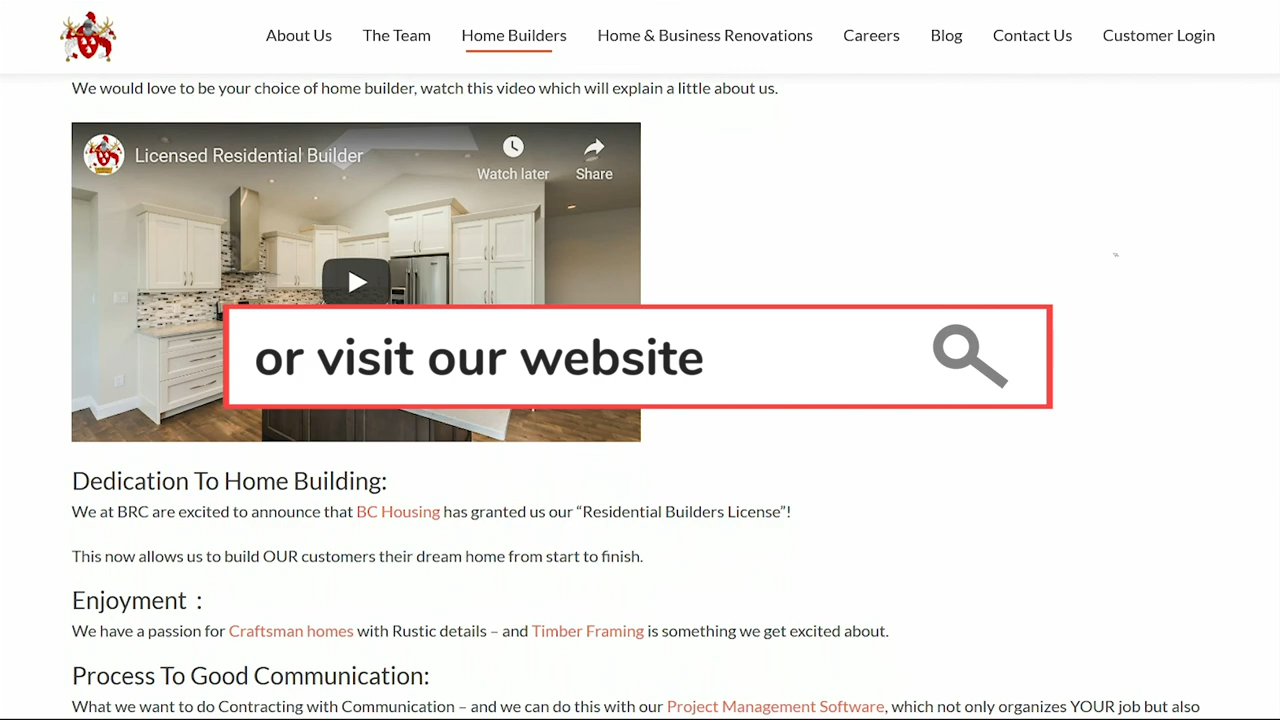 About Us The Team Home Builders Home & Business Renovations Careers Blog Contact Us Customer Login
We would love to be your choice of home builder, watch this video which will explain a little about us.
Licensed Residential Builder
Watch later Share
or visit our website
Dedication To Home Building:
We at BRC are excited to announce that BC Housing has granted us our “Residential Builders License”!
This now allows us to build OUR customers their dream home from start to finish.
Enjoyment :
We have a passion for Craftsman homes with Rustic details – and Timber Framing is something we get excited about.
Process To Good Communication:
What we want to do Contracting with Communication – and we can do this with our Project Management Software, which not only organizes YOUR job but also